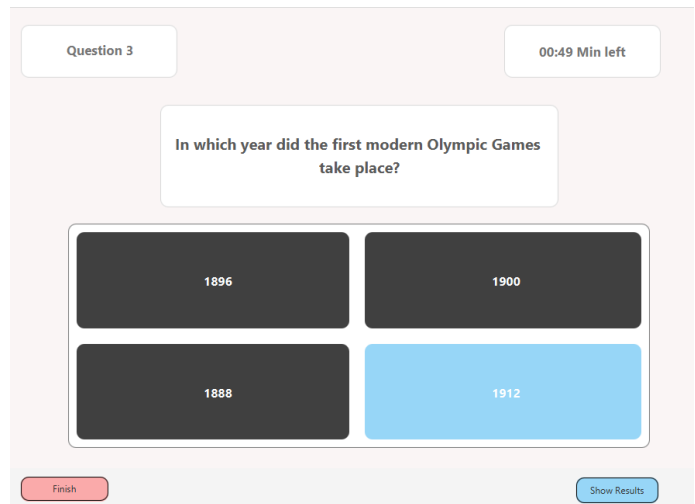 Question 3
00:49 Min left
In which year did the first modern Olympic Games
take place?
1896
1900
1888
1912
Finish
Show Results